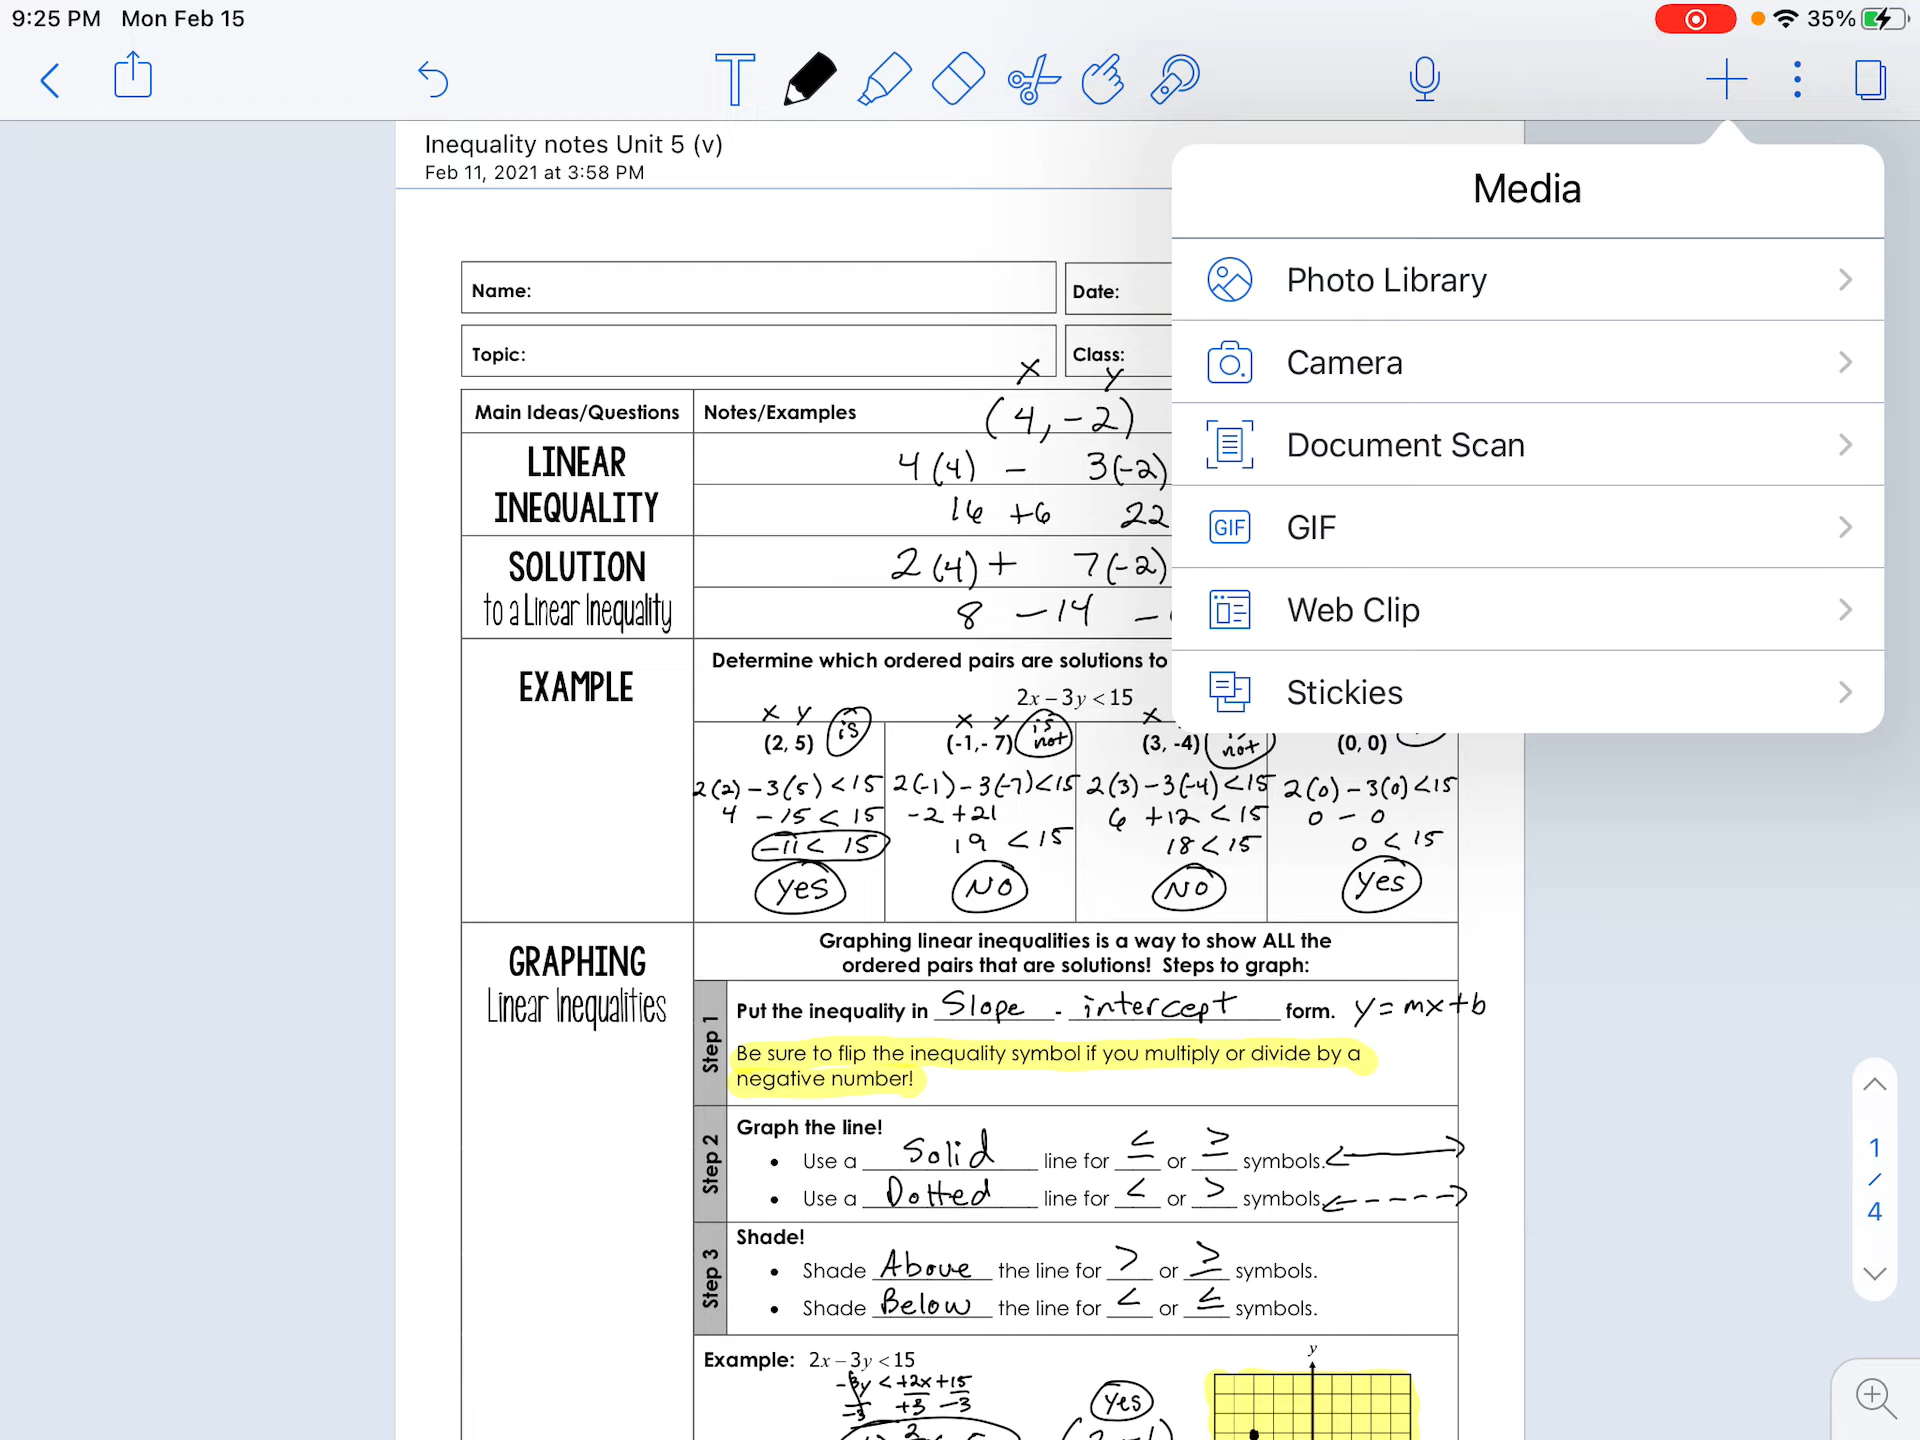 9:25 PM Mon Feb 15
35%
Inequality notes Unit 5 (v)
Feb 11, 2021 at 3:58 PM
Media
Photo Library
Camera
Document Scan
GIF GIF
Web Clip
Stickies
Name:
Date:
Topic:
Class:
x y
Main Ideas/Questions Notes/Examples (4, -2)
LINEAR
INEQUALITY
4(4) - 3(-2)
16 +6 22
SOLUTION
to a Linear Inequality
2(4) + 7(-2)
8 -14 -
EXAMPLE
Determine which ordered pairs are solutions to
2x – 3y < 15
x y is x y is not x
(2, 5) (-1, - 7) (3, -4) not (0, 0)
2(2) - 3(5) < 15 2(-1) - 3(-7) < 15 2(3) - 3(-4) < 15 2(0) - 3(0) < 15
4 - 15 < 15 -2 + 21 6 + 12 < 15 0 - 0
-11 < 15 19 < 15 18 < 15 0 < 15
yes NO NO yes
GRAPHING
Linear Inequalities
Graphing linear inequalities is a way to show ALL the
ordered pairs that are solutions! Steps to graph:
Step 1
Put the inequality in Slope - intercept form. y = mx + b
Be sure to flip the inequality symbol if you multiply or divide by a
negative number!
Step 2
Graph the line!
• Use a Solid line for ≤ or ≥ symbols.
• Use a Dotted line for < or > symbols.
Step 3
Shade!
• Shade Above the line for > or ≥ symbols.
• Shade Below the line for < or ≤ symbols.
Example: 2x – 3y < 15
-3y < +2x + 15
-3 +3 -3
yes
y
1
/
4